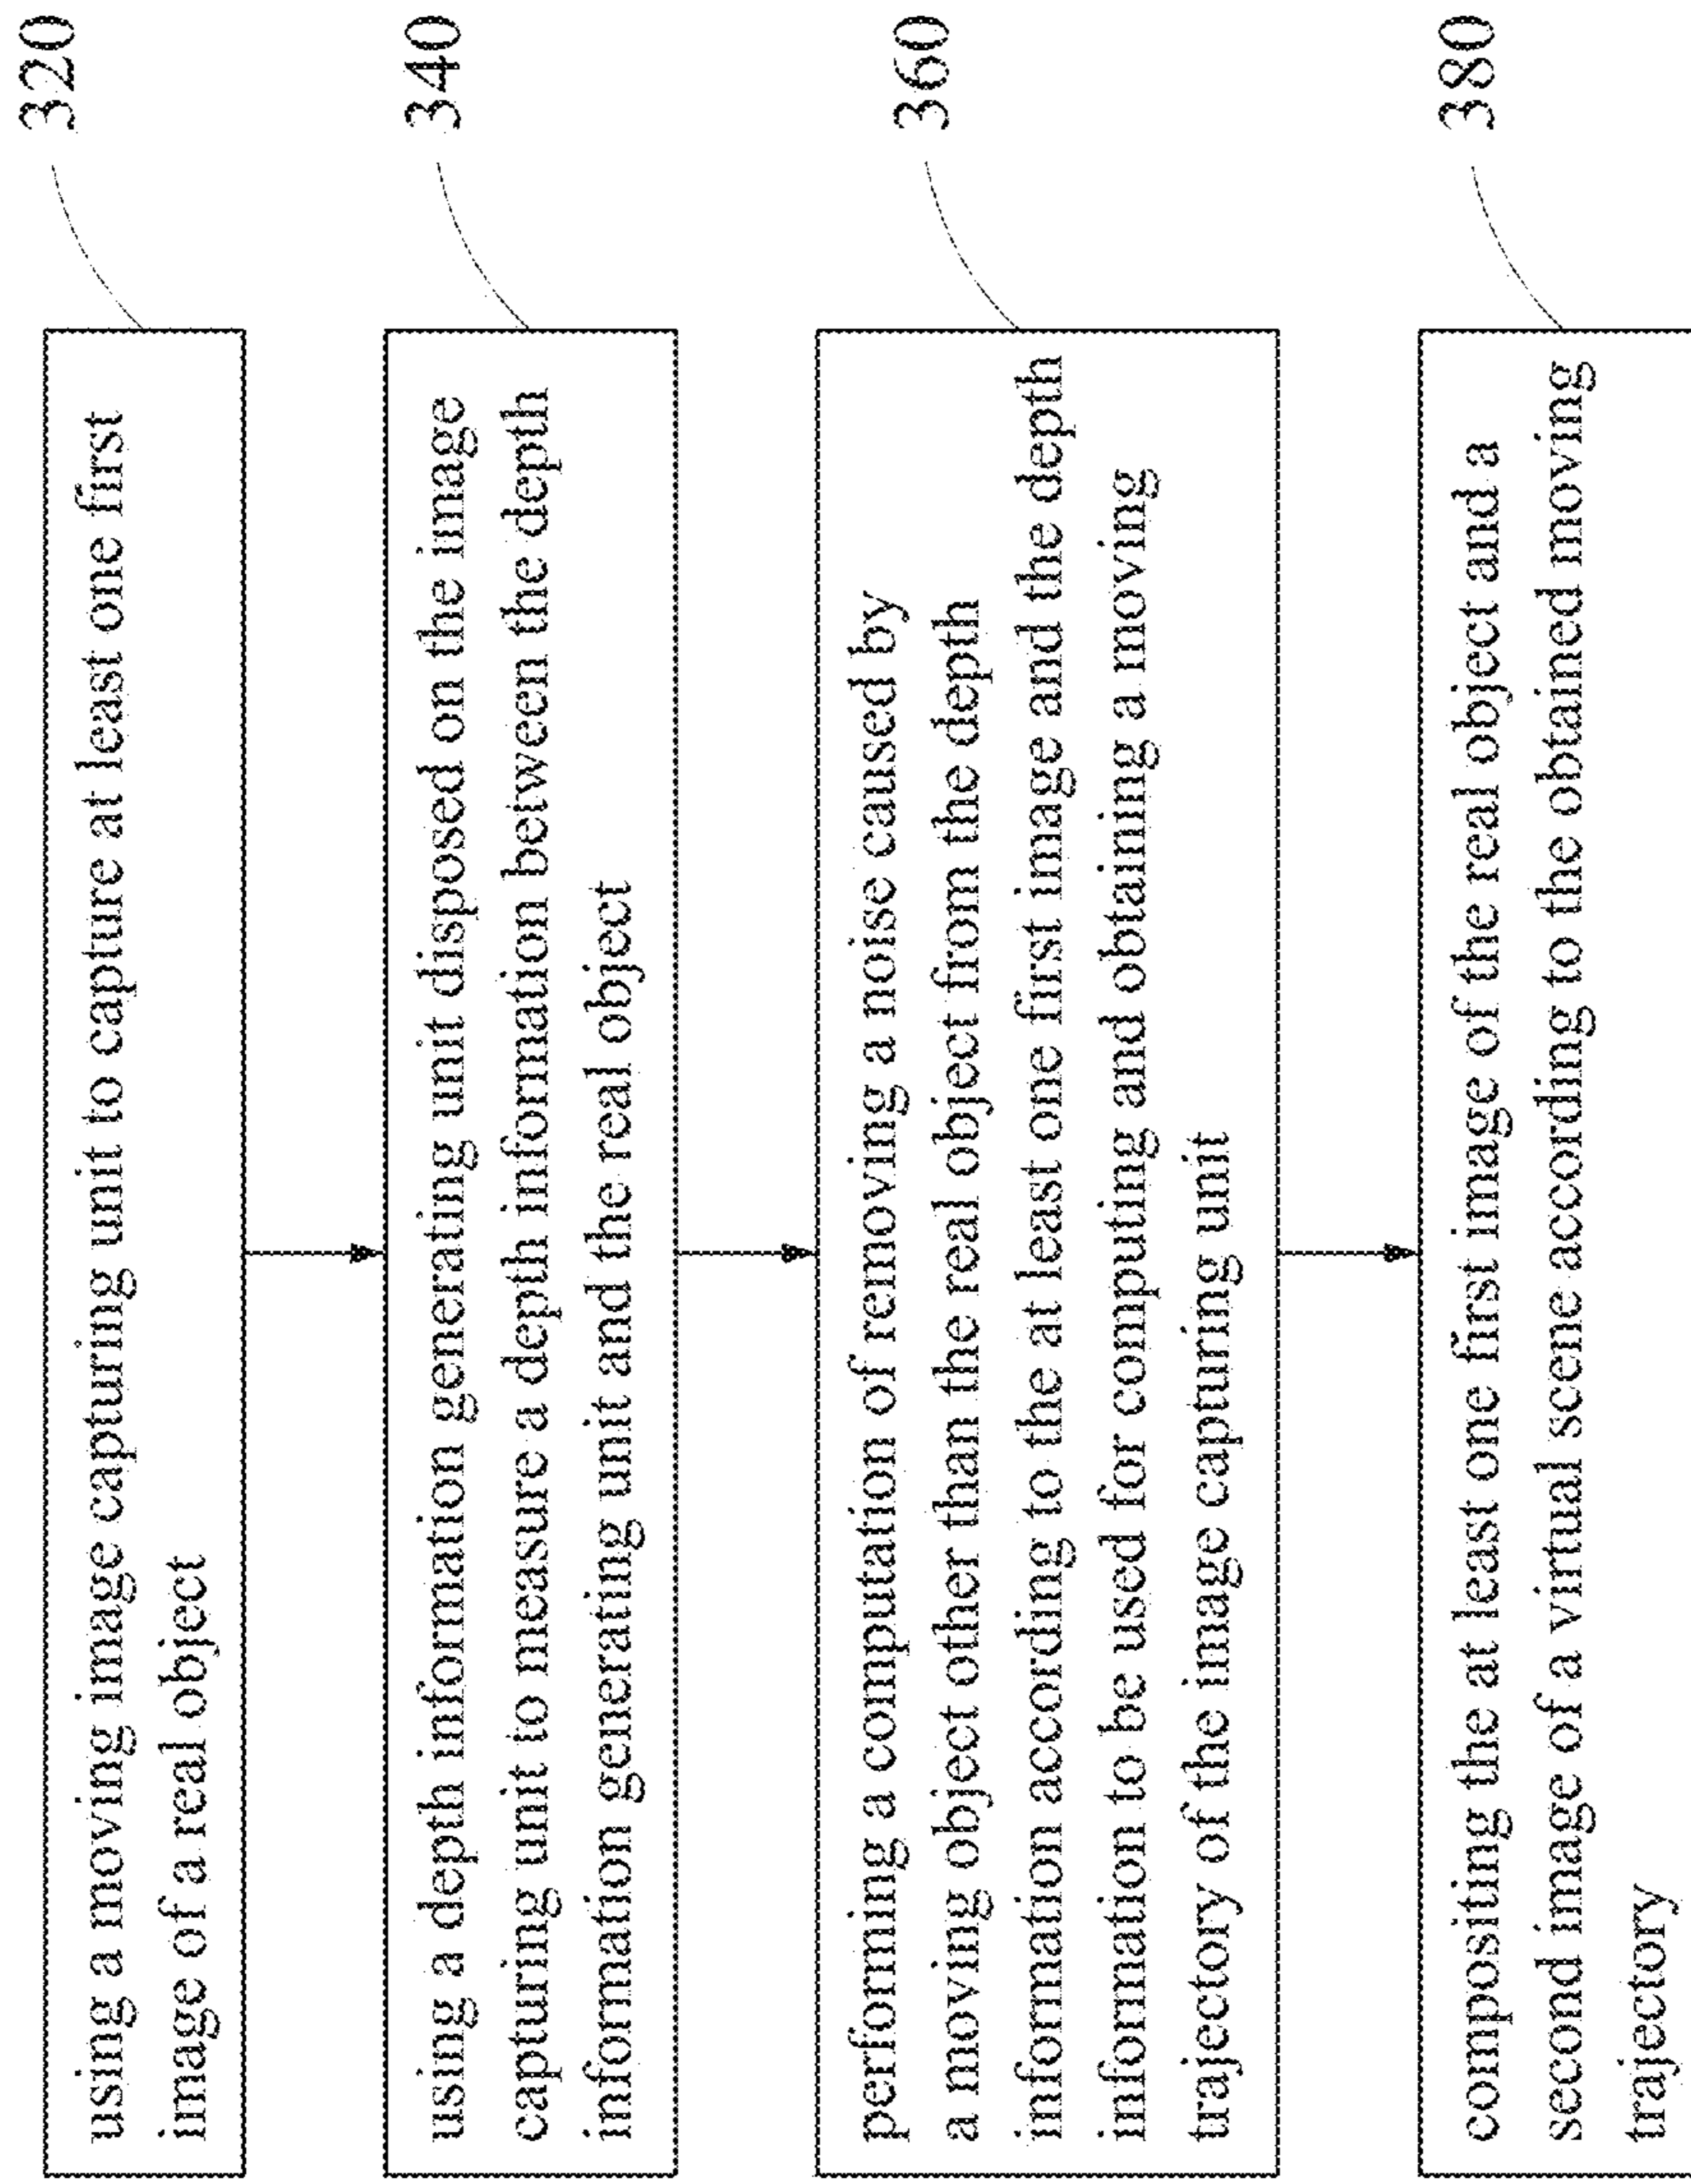 using a moving image capturing unit to capture at least one first
image of a real object
320
using a depth information generating unit disposed on the image
capturing unit to measure a depth information between the depth
information generating unit and the real object
340
performing a computation of removing a noise caused by
a moving object other than the real object from the depth
information according to the at least one first image and the depth
information to be used for computing and obtaining a moving
trajectory of the image capturing unit
360
compositing the at least one first image of the real object and a
second image of a virtual scene according to the obtained moving
trajectory
380